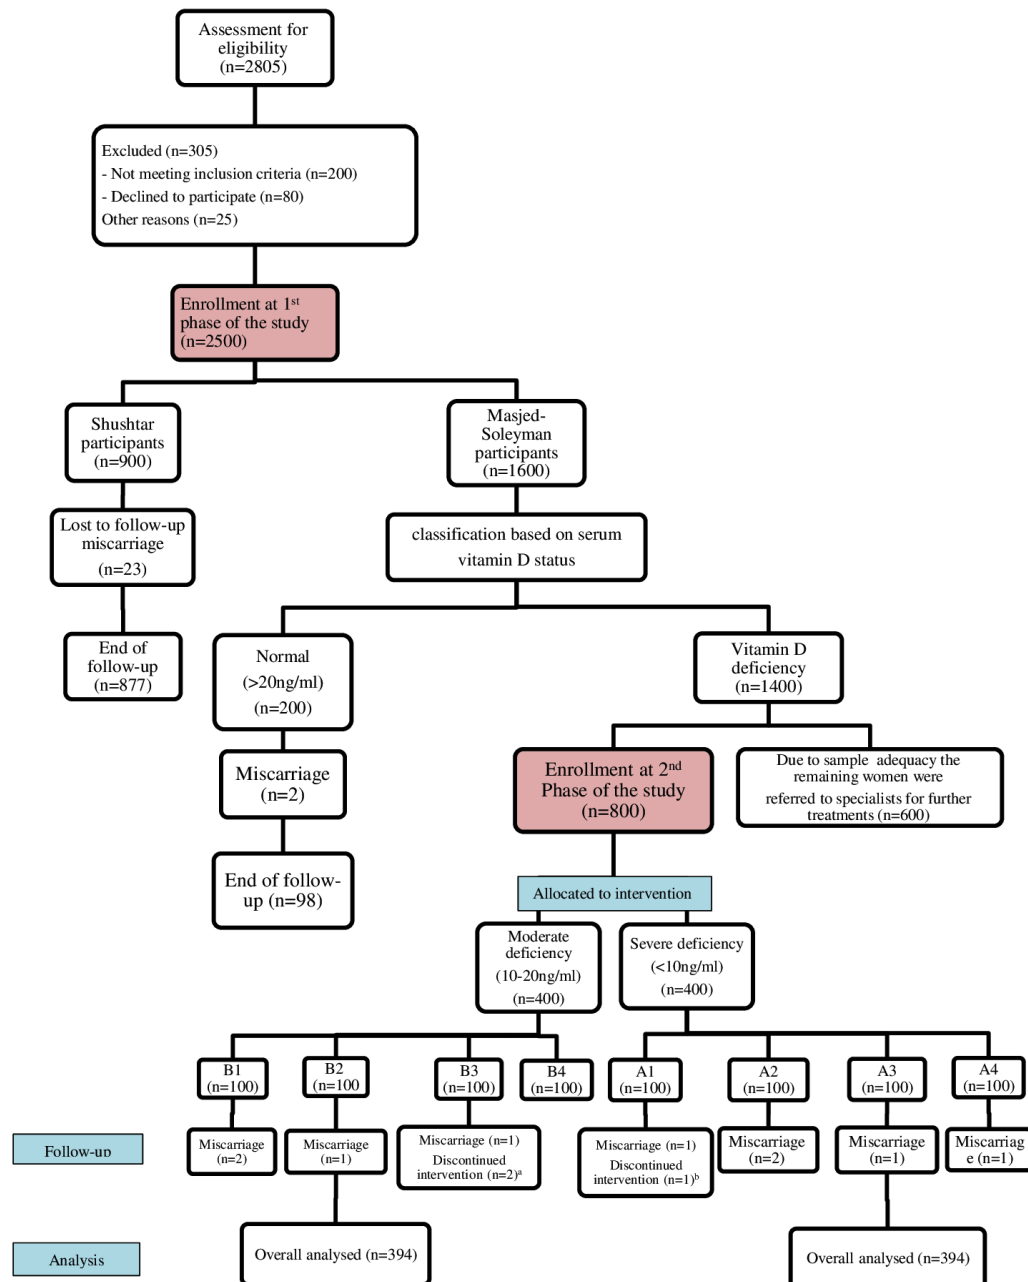 Assessment for
eligibility
(n=2805)
Excluded (n=305)
- Not meeting inclusion criteria (n=200)
- Declined to participate (n=80)
Other reasons (n=25)
Enrollment at 1st
phase of the study
(n=2500)
Shushtar
participants
(n=900)
Masjed-
Soleyman
participants
(n=1600)
Lost to follow-up
miscarriage
(n=23)
classification based on serum
vitamin D status
End of
follow-up
(n=877)
Normal
(>20ng/ml)
(n=200)
Vitamin D
deficiency
(n=1400)
Miscarriage
(n=2)
Enrollment at 2nd
Phase of the study
(n=800)
Due to sample adequacy the
remaining women were
referred to specialists for further
treatments (n=600)
End of follow-
up (n=98)
Allocated to intervention
Moderate
deficiency
(10-20ng/ml)
(n=400)
Severe deficiency
(<10ng/ml)
(n=400)
B1
(n=100)
B2
(n=100
B3
(n=100)
B4
(n=100)
A1
(n=100)
A2
(n=100)
A3
(n=100)
A4
(n=100)
Follow-up
Miscarriage
(n=2)
Miscarriage
(n=1)
Miscarriage (n=1)
Discontinued
intervention (n=2)a
Miscarriage (n=1)
Discontinued
intervention (n=1)b
Miscarriage
(n=2)
Miscarriage
(n=1)
Miscarriag
e (n=1)
Analysis
Overall analysed (n=394)
Overall analysed (n=394)